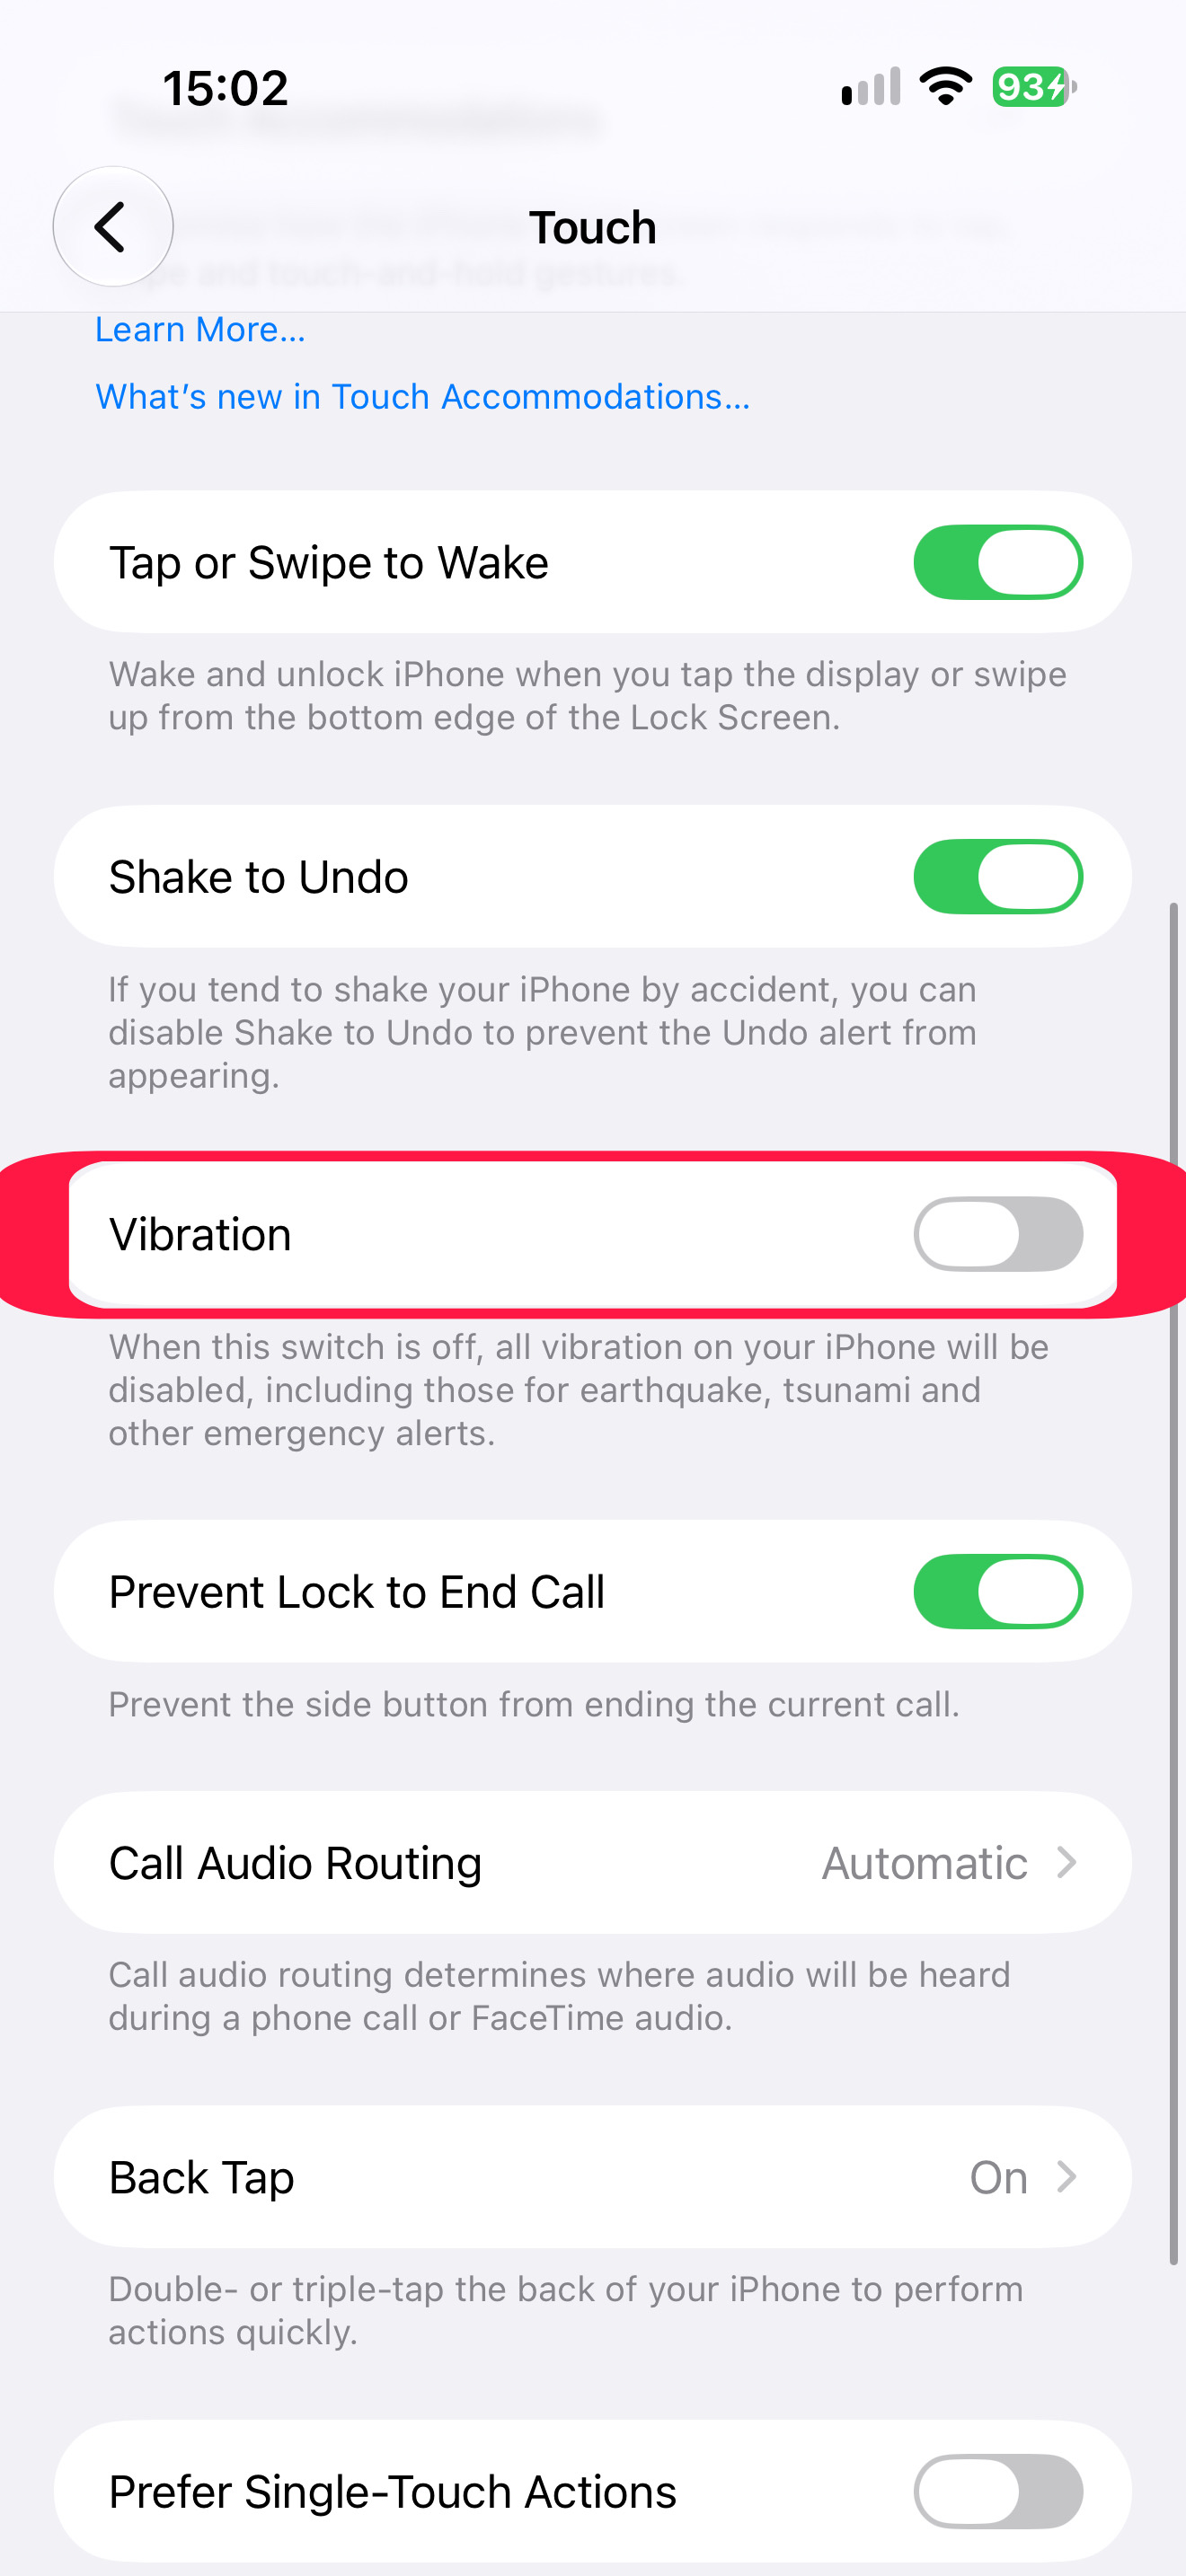 15:02
93
Touch
Learn More...
What's new in Touch Accommodations...
Tap or Swipe to Wake
Wake and unlock iPhone when you tap the display or swipe
up from the bottom edge of the Lock Screen.
Shake to Undo
If you tend to shake your iPhone by accident, you can
disable Shake to Undo to prevent the Undo alert from
appearing.
Vibration
When this switch is off, all vibration on your iPhone will be
disabled, including those for earthquake, tsunami and
other emergency alerts.
Prevent Lock to End Call
Prevent the side button from ending the current call.
Call Audio Routing
Automatic
Call audio routing determines where audio will be heard
during a phone call or FaceTime audio.
Back Tap
On
Double- or triple-tap the back of your iPhone to perform
actions quickly.
Prefer Single-Touch Actions